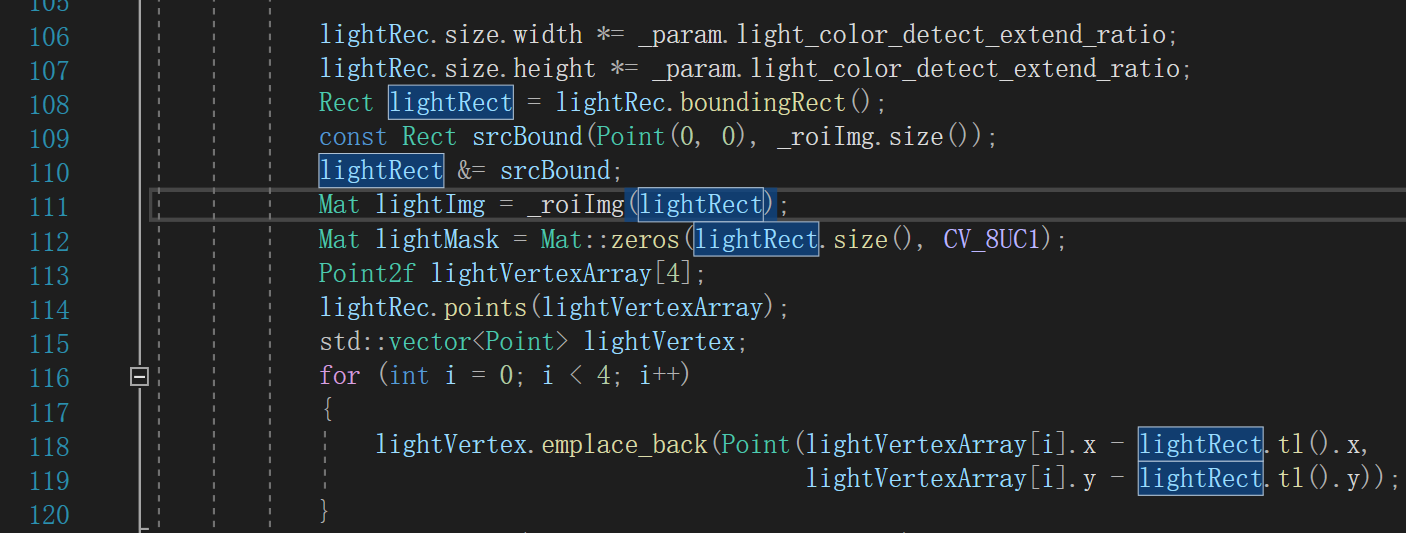 105
106 lightRec.size.width *= _param.light_color_detect_extend_ratio;
107 lightRec.size.height *= _param.light_color_detect_extend_ratio;
108 Rect lightRect = lightRec.boundingRect();
109 const Rect srcBound(Point(0, 0), _roiImg.size());
110 lightRect &= srcBound;
111 Mat lightImg = _roiImg(lightRect);
112 Mat lightMask = Mat::zeros(lightRect.size(), CV_8UC1);
113 Point2f lightVertexArray[4];
114 lightRec.points(lightVertexArray);
115 std::vector<Point> lightVertex;
116 for (int i = 0; i < 4; i++)
117 {
118 lightVertex.emplace_back(Point(lightVertexArray[i].x - lightRect.tl().x,
119 lightVertexArray[i].y - lightRect.tl().y));
120 }